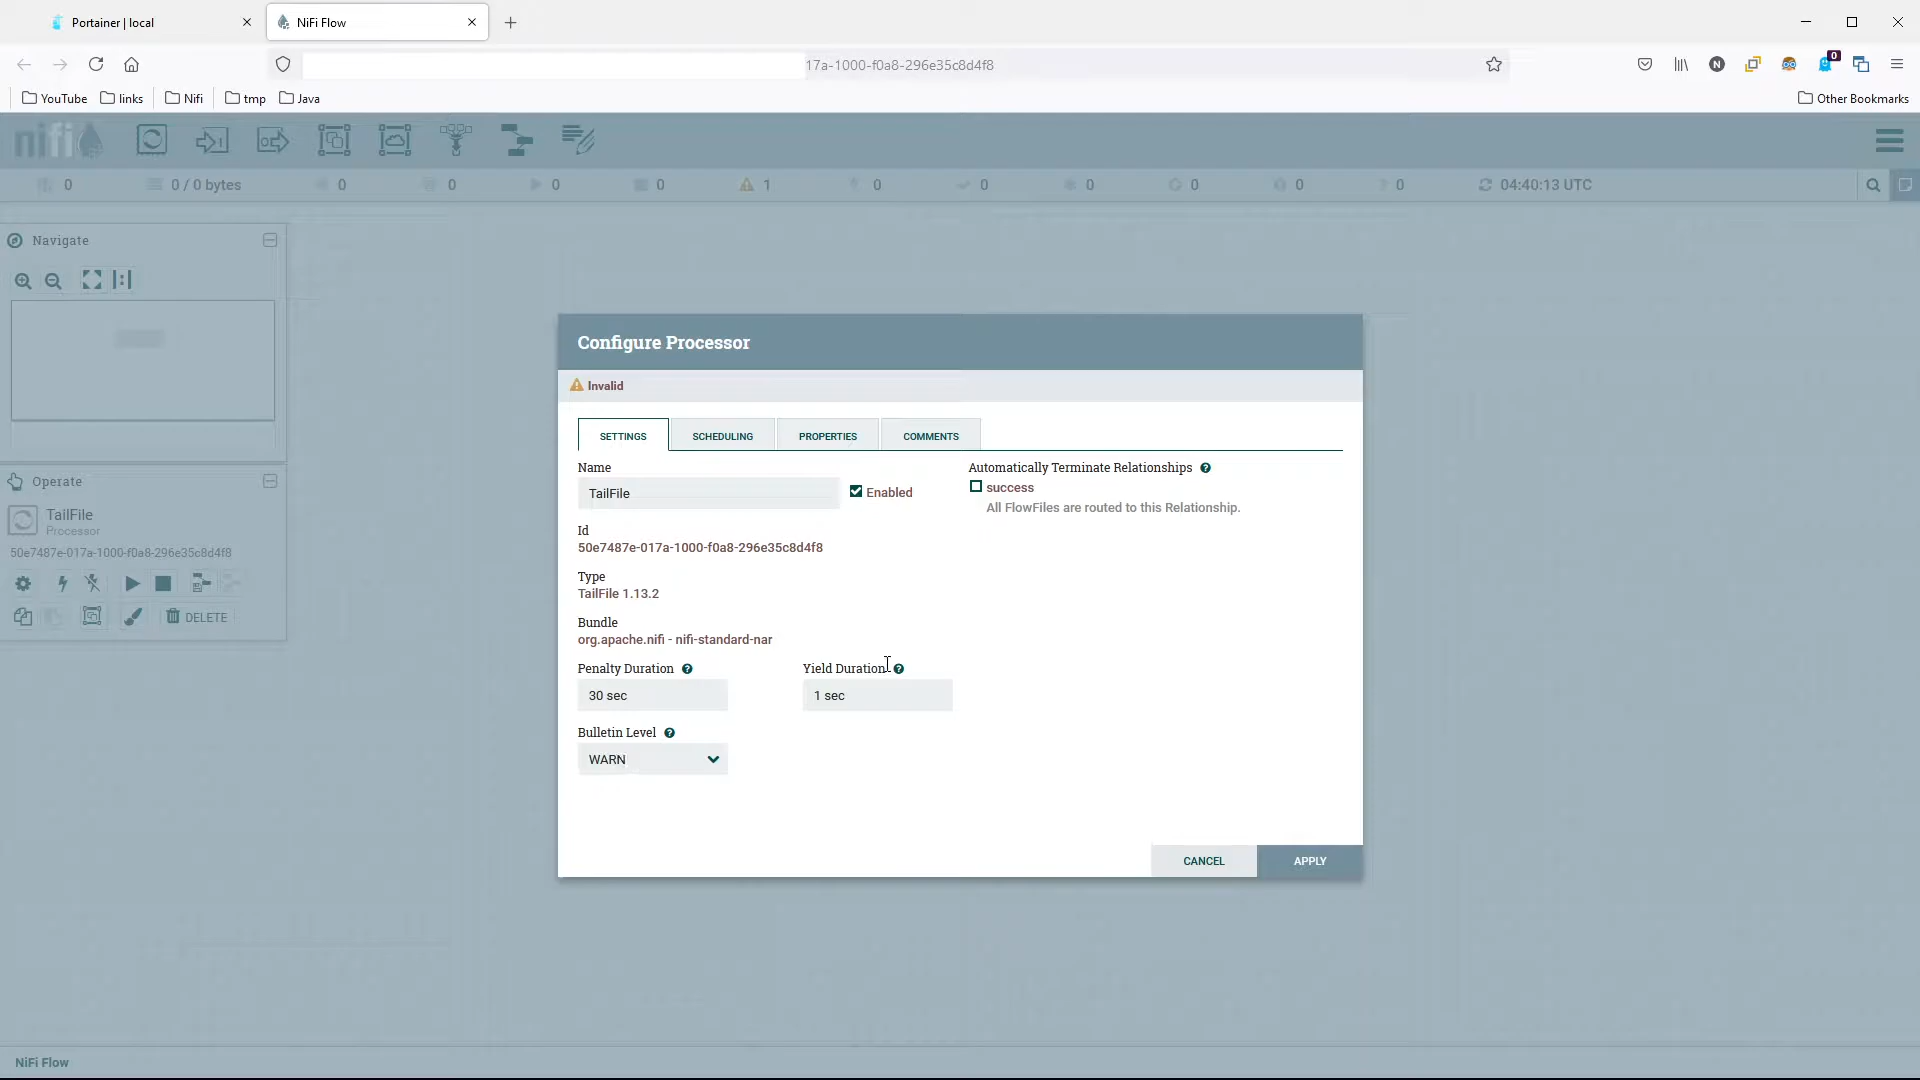 Portainer | local
NiFi Flow
17a-1000-f0a8-296e35c8d4f8
0
YouTube
links
Nifi
tmp
Java
Other Bookmarks
nifi
0
0 / 0 bytes
0
0
0
0
1
0
0
0
0
0
0
04:40:13 UTC
Navigate
Operate
TailFile
Processor
50e7487e-017a-1000-f0a8-296e35c8d4f8
DELETE
Configure Processor
Invalid
SETTINGS
SCHEDULING
PROPERTIES
COMMENTS
Name
TailFile
Enabled
Id
50e7487e-017a-1000-f0a8-296e35c8d4f8
Type
TailFile 1.13.2
Bundle
org.apache.nifi - nifi-standard-nar
Penalty Duration
Yield Duration
30 sec
1 sec
Bulletin Level
WARN
Automatically Terminate Relationships
success
All FlowFiles are routed to this Relationship.
CANCEL
APPLY
NiFi Flow